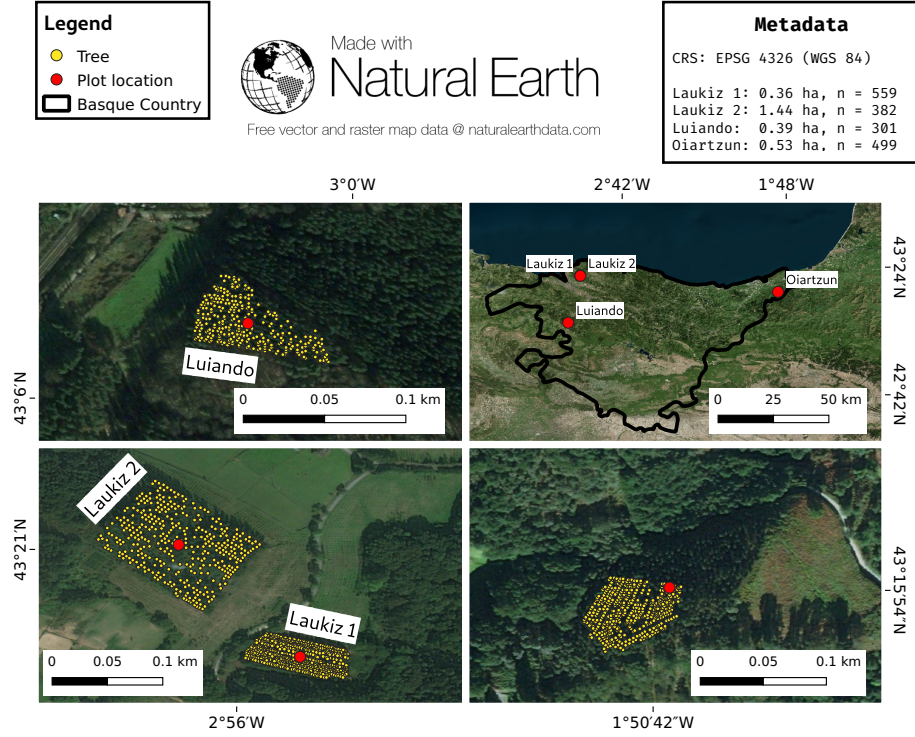 Legend
Tree
Plot location
Basque Country
Made with
Natural Earth
Free vector and raster map data @ naturalearthdata.com
Metadata
CRS: EPSG 4326 (WGS 84)
Laukiz 1: 0.36 ha, n = 559
Laukiz 2: 1.44 ha, n = 382
Luiando: 0.39 ha, n = 301
Oiartzun: 0.53 ha, n = 499
3°0′W
2°42′W
1°48′W
43°6′N
Luiando
0 0.05 0.1 km
Laukiz 1
Laukiz 2
Oiartzun
Luiando
0 25 50 km
43°24′N
42°42′N
43°21′N
Laukiz 2
Laukiz 1
0 0.05 0.1 km
2°56′W
0 0.05 0.1 km
43°15′54″N
1°50′42″W